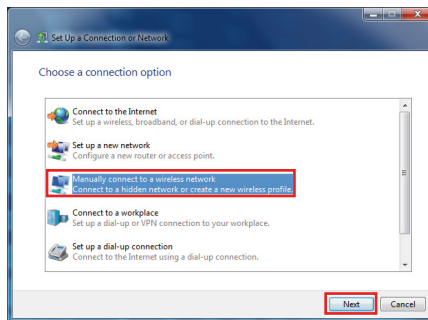 Set Up a Connection or Network
Choose a connection option
Connect to the Internet
Set up a wireless, broadband, or dial-up connection to the Internet.
Set up a new network
Configure a new router or access point.
Manually connect to a wireless network
Connect to a hidden network or create a new wireless profile.
Connect to a workplace
Set up a dial-up or VPN connection to your workplace.
Set up a dial-up connection
Connect to the Internet using a dial-up connection.
Next Cancel